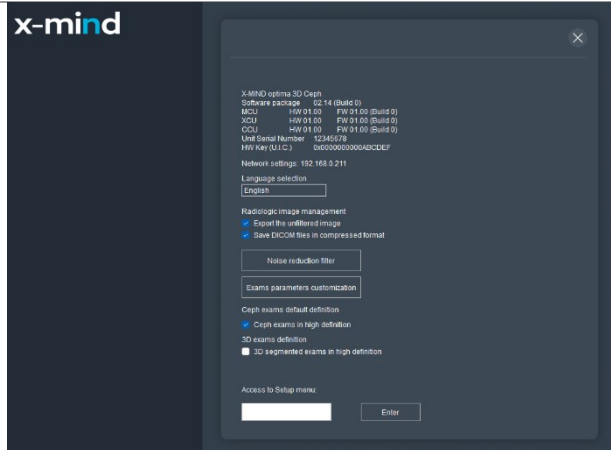 x-mind
X-MIND optima 3D Ceph
Software package 02.14 (Build 0)
MCU HW 01.00 FW 01.00 (Build 0)
XCU HW 01.00 FW 01.00 (Build 0)
CCU HW 01.00 FW 01.00 (Build 0)
Unit Serial Number 12345678
HW Key (U.I.C.) 0x0000000000ABCDEF
Network settings: 192.168.0.211
Language selection
English
Radiologic image management
Export the unfiltered image
Save DICOM files in compressed format
Noise reduction filter
Exams parameters customization
Ceph exams default definition
Ceph exams in high definition
3D exams definition
3D segmented exams in high definition
Access to Setup menu:
Enter